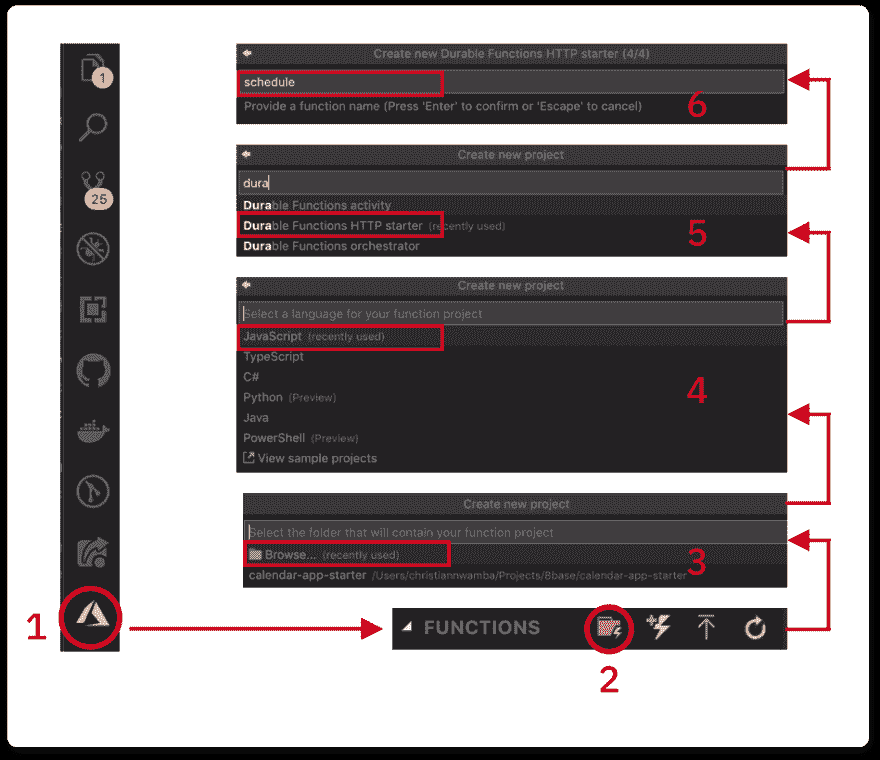 1
25
1
Create new Durable Functions HTTP starter (4/4)
schedule
Provide a function name (Press 'Enter' to confirm or 'Escape' to cancel)
6
Create new project
dura
Durable Functions activity
Durable Functions HTTP starter (recently used)
Durable Functions orchestrator
5
Create new project
Select a language for your function project
JavaScript (recently used)
TypeScript
C#
Python (Preview)
Java
PowerShell (Preview)
View sample projects
4
Create new project
Select the folder that will contain your function project
Browse... (recently used)
calendar-app-starter /Users/christiannwamba/Projects/8base/calendar-app-starter
3
FUNCTIONS
2